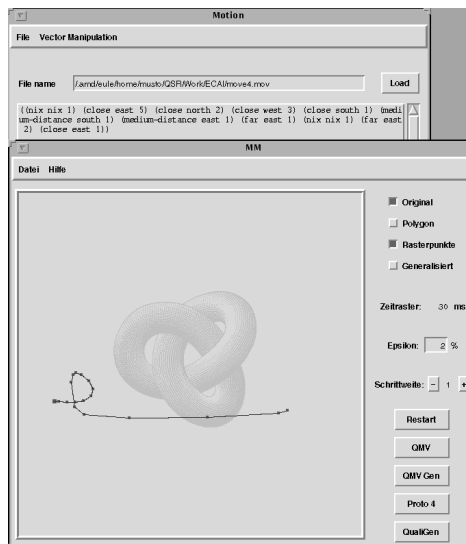 Motion
File Vector Manipulation
File name /.amd/eule/home/musto/QSR/Work/ECAI/move4.mov Load
((nix nix 1) (close east 5) (close north 2) (close west 3) (close south 1) (medi
um-distance south 1) (medium-distance east 1) (far east 1) (nix nix 1) (far east
2) (close east 1))
MM
Datei Hilfe
Original
Polygon
Rasterpunkte
Generalisiert
Zeitraster: 30 ms
Epsilon: 2 %
Schrittweite: - 1 +
Restart
QMV
QMV Gen
Proto 4
QualiGen